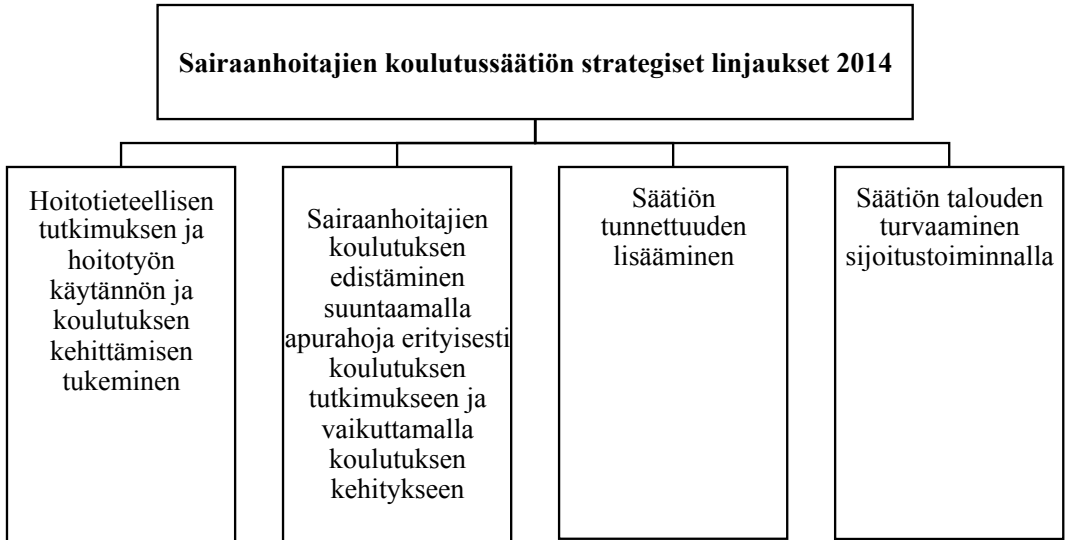 Sairaanhoitajien koulutussäätiön strategiset linjaukset 2014
Hoitotieteellisen
tutkimuksen ja
hoitotyön
käytännön ja
koulutuksen
kehittämisen
tukeminen
Sairaanhoitajien
koulutuksen
edistäminen
suuntaamalla
apurahoja erityisesti
koulutuksen
tutkimukseen ja
vaikuttamalla
koulutuksen
kehitykseen
Säätiön
tunnettuuden
lisääminen
Säätiön talouden
turvaaminen
sijoitustoiminnalla